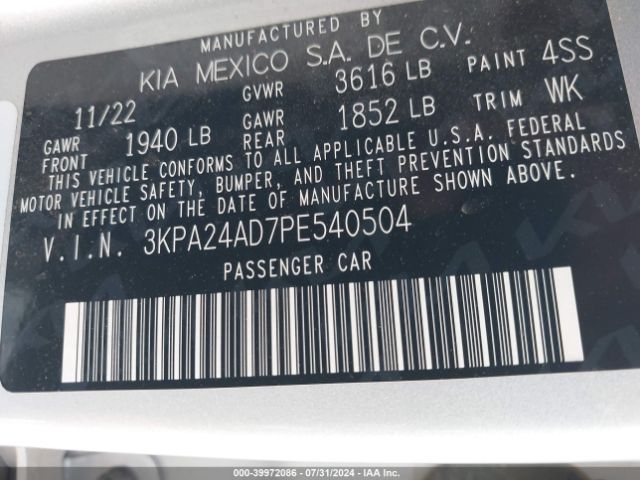 MANUFACTURED BY
KIA MEXICO S.A. DE C.V.
11/22 GVWR 3616 LB PAINT 4SS
GAWR FRONT 1940 LB GAWR REAR 1852 LB TRIM WK
THIS VEHICLE CONFORMS TO ALL APPLICABLE U.S.A. FEDERAL
MOTOR VEHICLE SAFETY, BUMPER, AND THEFT PREVENTION STANDARDS
IN EFFECT ON THE DATE OF MANUFACTURE SHOWN ABOVE.
V.I.N. 3KPA24AD7PE540504
PASSENGER CAR
000-39972086 - 07/31/2024 - IAA Corp.